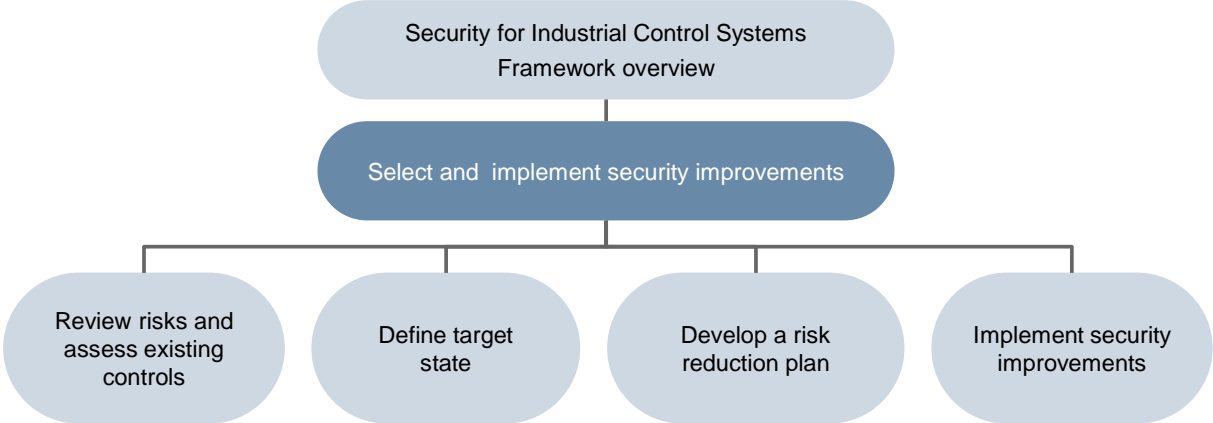 Security for Industrial Control Systems
Framework overview
Select and  implement security improvements
Review risks and
assess existing
controls
Define target
state
Develop a risk
reduction plan
Implement security
improvements